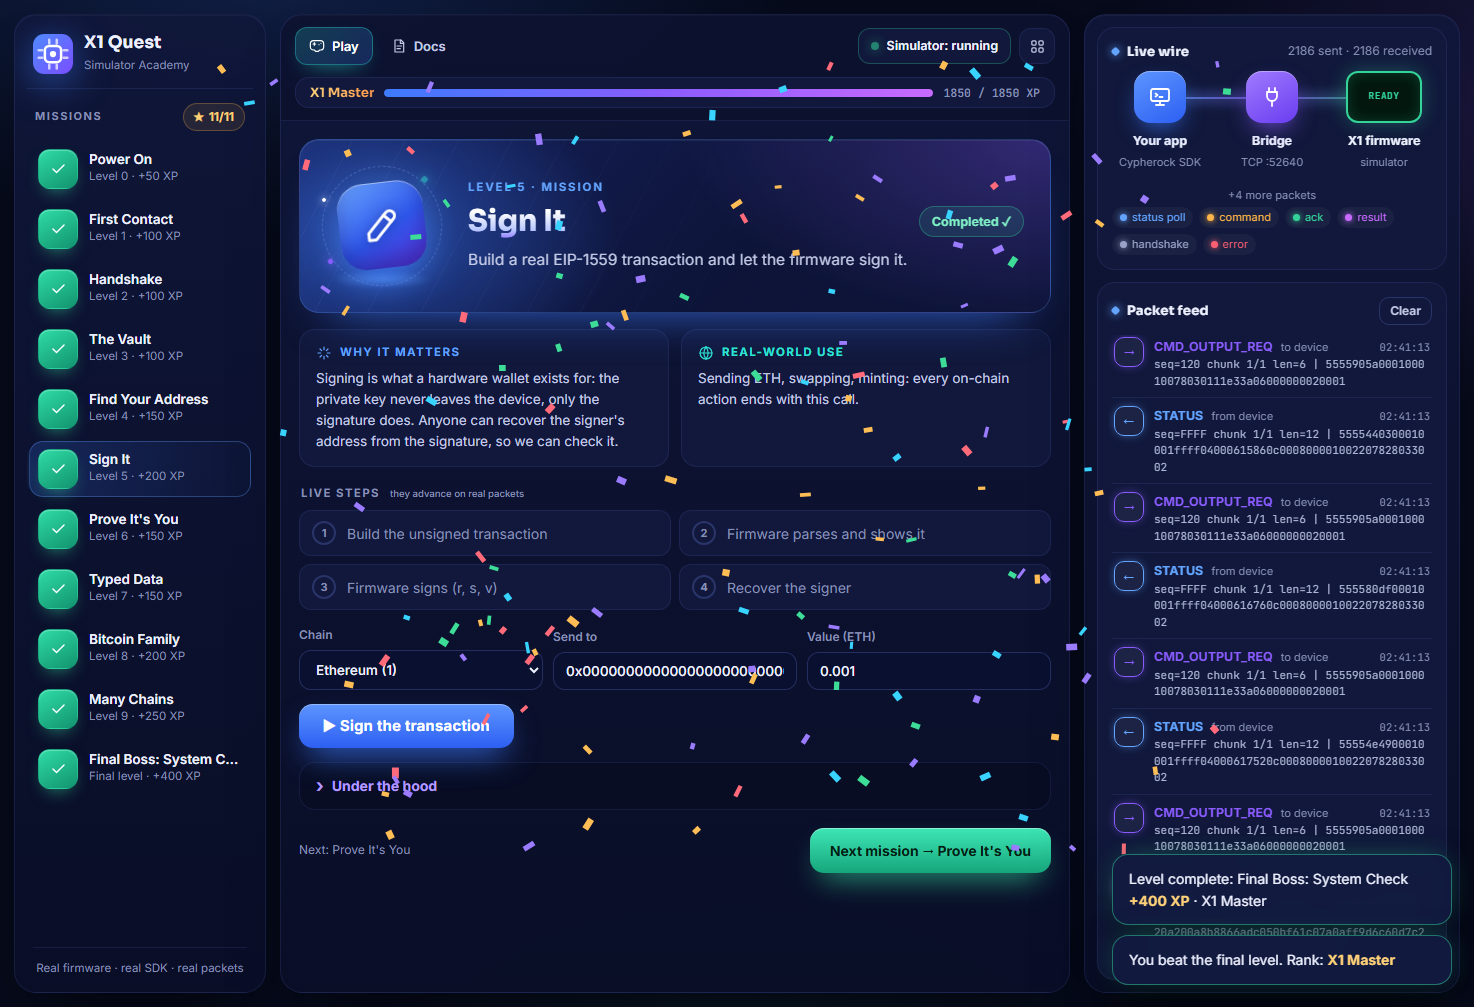 X1 Quest
Simulator Academy
MISSIONS
★ 11/11
Power On
Level 0 · +50 XP
First Contact
Level 1 · +100 XP
Handshake
Level 2 · +100 XP
The Vault
Level 3 · +100 XP
Find Your Address
Level 4 · +150 XP
Sign It
Level 5 · +200 XP
Prove It's You
Level 6 · +150 XP
Typed Data
Level 7 · +150 XP
Bitcoin Family
Level 8 · +200 XP
Many Chains
Level 9 · +250 XP
Final Boss: System C...
Final level · +400 XP
Real firmware · real SDK · real packets
Play
Docs
Simulator: running
X1 Master
1850 / 1850 XP
LEVEL 5 · MISSION
Sign It
Completed ✓
Build a real EIP-1559 transaction and let the firmware sign it.
WHY IT MATTERS
Signing is what a hardware wallet exists for: the
private key never leaves the device, only the
signature does. Anyone can recover the signer's
address from the signature, so we can check it.
REAL-WORLD USE
Sending ETH, swapping, minting: every on-chain
action ends with this call.
LIVE STEPS they advance on real packets
1 Build the unsigned transaction
2 Firmware parses and shows it
3 Firmware signs (r, s, v)
4 Recover the signer
Chain
Send to
Value (ETH)
Ethereum (1)
0.001
▶ Sign the transaction
› Under the hood
Next: Prove It's You
Next mission → Prove It's You
Live wire
2186 sent · 2186 received
READY
Your app
Bridge
X1 firmware
Cypherock SDK
TCP :52640
simulator
+4 more packets
status poll
command
ack
result
handshake
error
Packet feed
Clear
→ CMD_OUTPUT_REQ to device 02:41:13
seq=120 chunk 1/1 len=6 | 5555905a0001000
10078030111e33a06000000020001
← STATUS from device 02:41:13
seq=FFFF chunk 1/1 len=12 | 5555440300010
001ffff04000615860c0008000010022078280330
02
→ CMD_OUTPUT_REQ to device 02:41:13
seq=120 chunk 1/1 len=6 | 5555905a0001000
10078030111e33a06000000020001
← STATUS from device 02:41:13
seq=FFFF chunk 1/1 len=12 | 555580df00010
001ffff04000616760c0008000010022078280330
02
→ CMD_OUTPUT_REQ to device 02:41:13
seq=120 chunk 1/1 len=6 | 5555905a0001000
10078030111e33a06000000020001
← STATUS from device 02:41:13
seq=FFFF chunk 1/1 len=12 | 55554e4900010
001ffff04000617520c0008000010022078280330
02
→ CMD_OUTPUT_REQ to device 02:41:13
seq=120 chunk 1/1 len=6 | 5555905a0001000
10078030111e33a06000000020001
Level complete: Final Boss: System Check
+400 XP · X1 Master
You beat the final level. Rank: X1 Master